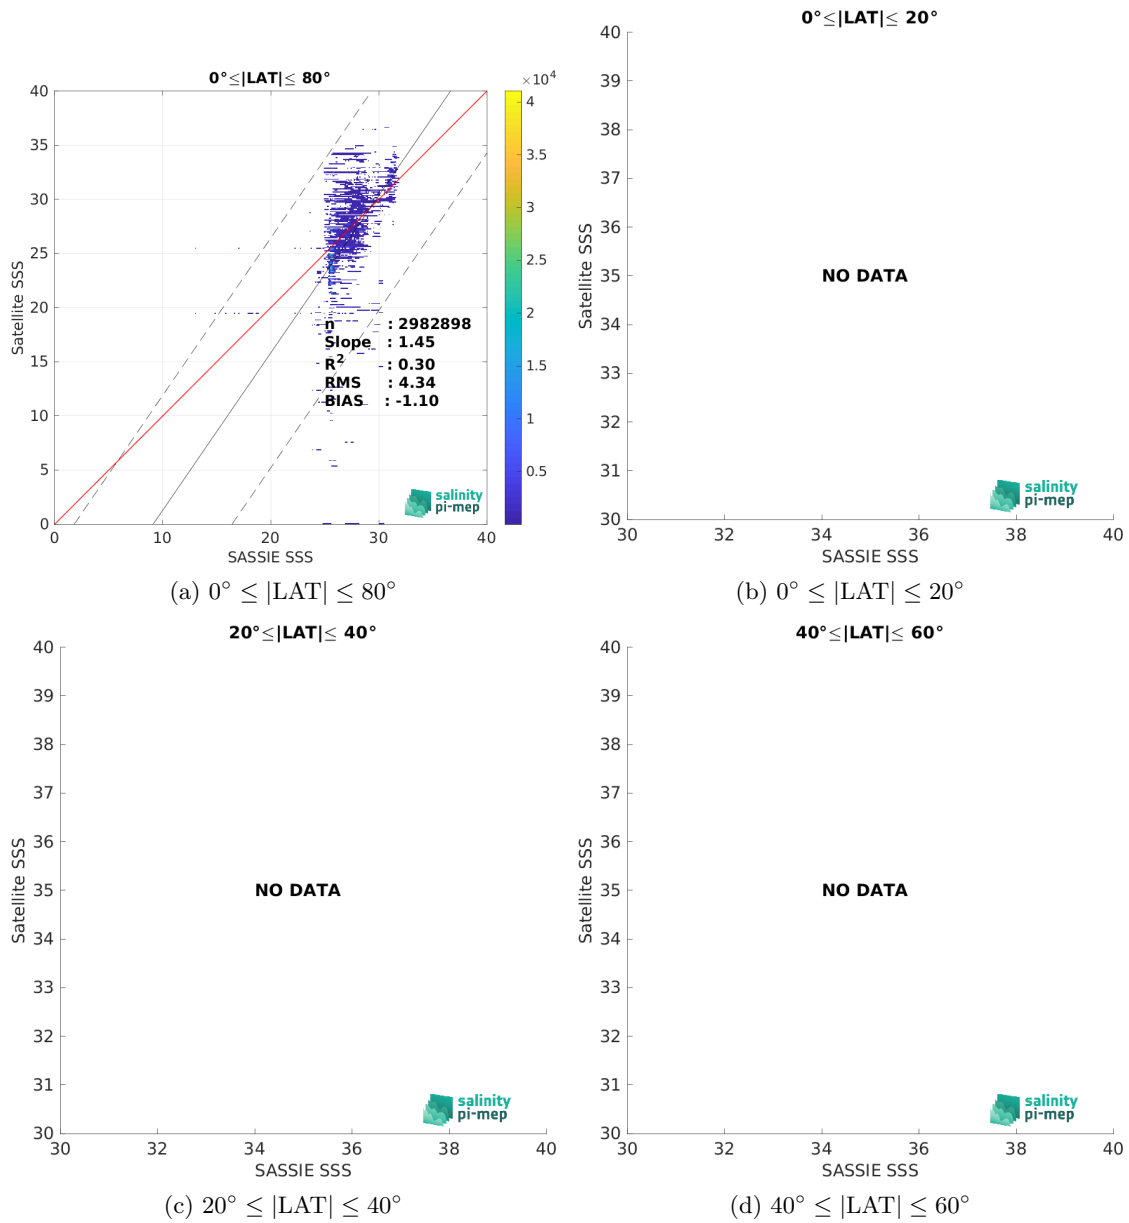 0°≤|LAT|≤ 80°
×10⁴
40
35
30
25
20
15
10
5
0
Satellite SSS
n : 2982898
Slope : 1.45
R² : 0.30
RMS : 4.34
BIAS : -1.10
salinity
pi-mep
0 10 20 30 40
SASSIE SSS
4
3.5
3
2.5
2
1.5
1
0.5
(a) 0° ≤ |LAT| ≤ 80°
0°≤|LAT|≤ 20°
40
39
38
37
36
35
34
33
32
31
30
Satellite SSS
NO DATA
salinity
pi-mep
30 32 34 36 38 40
SASSIE SSS
(b) 0° ≤ |LAT| ≤ 20°
20°≤|LAT|≤ 40°
40
39
38
37
36
35
34
33
32
31
30
Satellite SSS
NO DATA
salinity
pi-mep
30 32 34 36 38 40
SASSIE SSS
(c) 20° ≤ |LAT| ≤ 40°
40°≤|LAT|≤ 60°
40
39
38
37
36
35
34
33
32
31
30
Satellite SSS
NO DATA
salinity
pi-mep
30 32 34 36 38 40
SASSIE SSS
(d) 40° ≤ |LAT| ≤ 60°